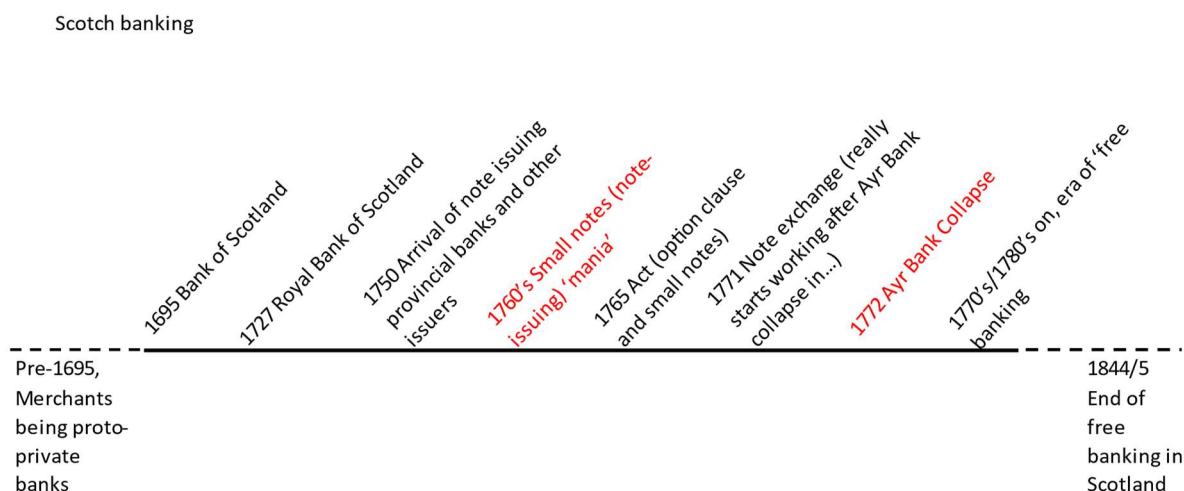 Scotch banking
1695 Bank of Scotland
1727 Royal Bank of Scotland
1750 Arrival of note issuing
provincial banks and other
issuers
1760's Small notes (note-
issuing) 'mania'
1765 Act (option clause
and small notes)
1771 Note exchange (really
starts working after Ayr Bank
collapse in...)
1772 Ayr Bank Collapse
1770's/1780's on, era of 'free
banking
Pre-1695,
Merchants
being proto-
private
banks
1844/5
End of
free
banking in
Scotland